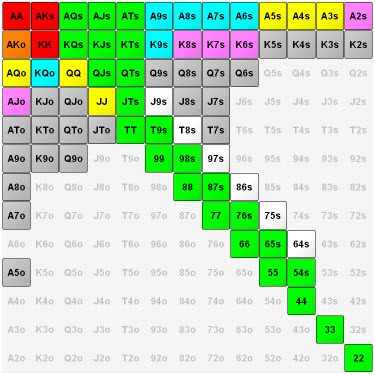 AA AKs AQs AJs ATs A9s A8s A7s A6s A5s A4s A3s A2s
AKo KK KQs KJs KTs K9s K8s K7s K6s K5s K4s K3s K2s
AQo KQo QQ QJs QTs Q9s Q8s Q7s Q6s Q5s Q4s Q3s Q2s
AJo KJo QJo JJ JTs J9s J8s J7s J6s J5s J4s J3s J2s
ATo KTo QTo JTo TT T9s T8s T7s T6s T5s T4s T3s T2s
A9o K9o Q9o J9o T9o 99 98s 97s 96s 95s 94s 93s 92s
A8o K8o Q8o J8o T8o 98o 88 87s 86s 85s 84s 83s 82s
A7o K7o Q7o J7o T7o 97o 87o 77 76s 75s 74s 73s 72s
A6o K6o Q6o J6o T6o 96o 86o 76o 66 65s 64s 63s 62s
A5o K5o Q5o J5o T5o 95o 85o 75o 65o 55 54s 53s 52s
A4o K4o Q4o J4o T4o 94o 84o 74o 64o 54o 44 43s 42s
A3o K3o Q3o J3o T3o 93o 83o 73o 63o 53o 43o 33 32s
A2o K2o Q2o J2o T2o 92o 82o 72o 62o 52o 42o 32o 22